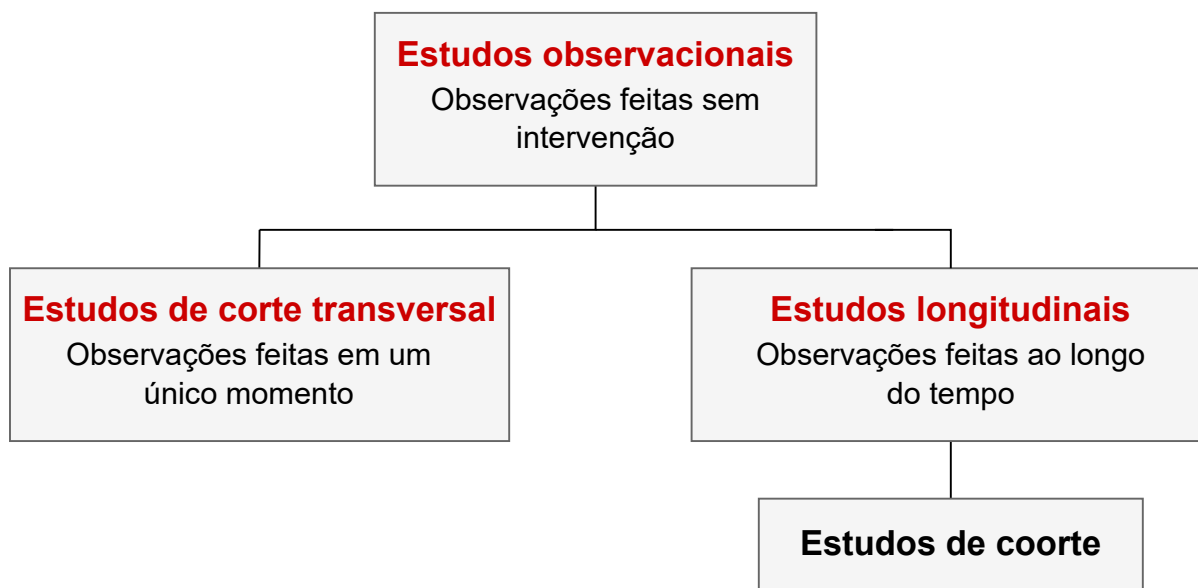 Estudos observacionais
Observações feitas sem
intervenção
Estudos de corte transversal
Observações feitas em um
único momento
Estudos longitudinais
Observações feitas ao longo
do tempo
Estudos de coorte